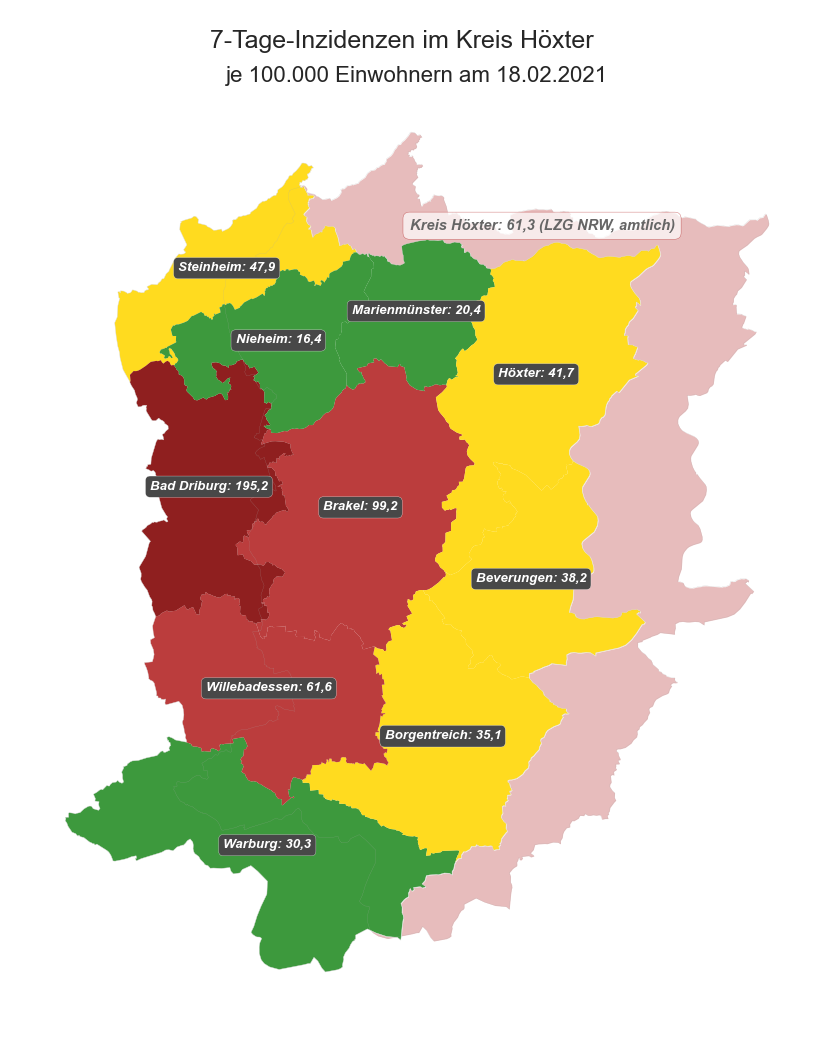 7-Tage-Inzidenzen im Kreis Höxter
je 100.000 Einwohnern am 18.02.2021
Kreis Höxter: 61,3 (LZG NRW, amtlich)
Steinheim: 47,9
Marienmünster: 20,4
Nieheim: 16,4
Höxter: 41,7
Bad Driburg: 195,2
Brakel: 99,2
Beverungen: 38,2
Willebadessen: 61,6
Borgentreich: 35,1
Warburg: 30,3